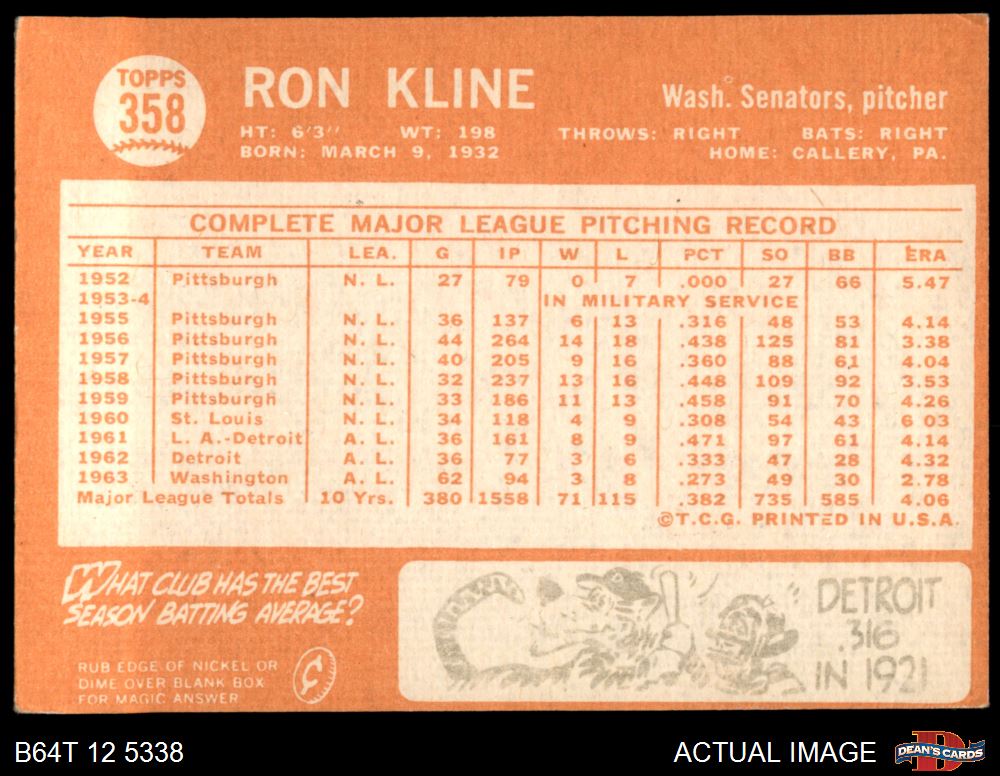 TOPPS
358
RON KLINE
Wash. Senators, pitcher
HT: 6'3'' WT: 198 THROWS: RIGHT BATS: RIGHT
BORN: MARCH 9, 1932 HOME: CALLERY, PA.
COMPLETE MAJOR LEAGUE PITCHING RECORD
YEAR TEAM LEA. G IP W L PCT SO BB ERA
1952 Pittsburgh N. L. 27 79 0 7 .000 27 66 5.47
1953-4 IN MILITARY SERVICE
1955 Pittsburgh N. L. 36 137 6 13 .316 48 53 4.14
1956 Pittsburgh N. L. 44 264 14 18 .438 125 81 3.38
1957 Pittsburgh N. L. 40 205 9 16 .360 88 61 4.04
1958 Pittsburgh N. L. 32 237 13 16 .448 109 92 3.53
1959 Pittsburgh N. L. 33 186 11 13 .458 91 70 4.26
1960 St. Louis N. L. 34 118 4 9 .308 54 43 6.03
1961 L. A.-Detroit A. L. 36 161 8 9 .471 97 61 4.14
1962 Detroit A. L. 36 77 3 6 .333 47 28 4.32
1963 Washington A. L. 62 94 3 8 .273 49 30 2.78
Major League Totals 10 Yrs. 380 1558 71 115 .382 735 585 4.06
©T.C.G. PRINTED IN U.S.A.
WHAT CLUB HAS THE BEST
SEASON BATTING AVERAGE?
RUB EDGE OF NICKEL OR
DIME OVER BLANK BOX
FOR MAGIC ANSWER
¢
DETROIT
.316
IN 1921
B64T 12 5338
ACTUAL IMAGE
DEAN'S CARDS